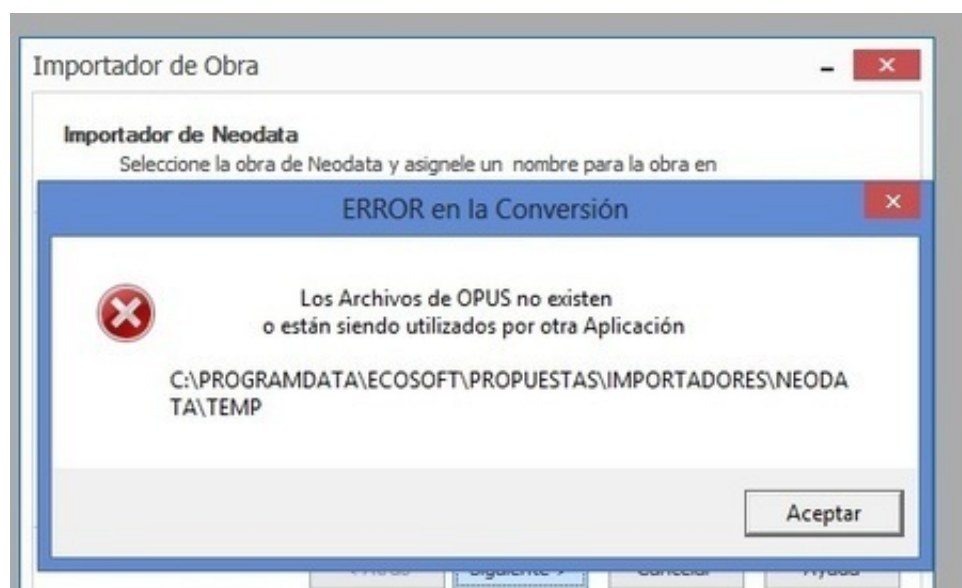 Importador de Obra
Importador de Neodata
Seleccione la obra de Neodata y asignele un nombre para la obra en
ERROR en la Conversión
Los Archivos de OPUS no existen
o están siendo utilizados por otra Aplicación
C:\PROGRAMDATA\ECOSOFT\PROPUESTAS\IMPORTADORES\NEODA
TA\TEMP
Aceptar